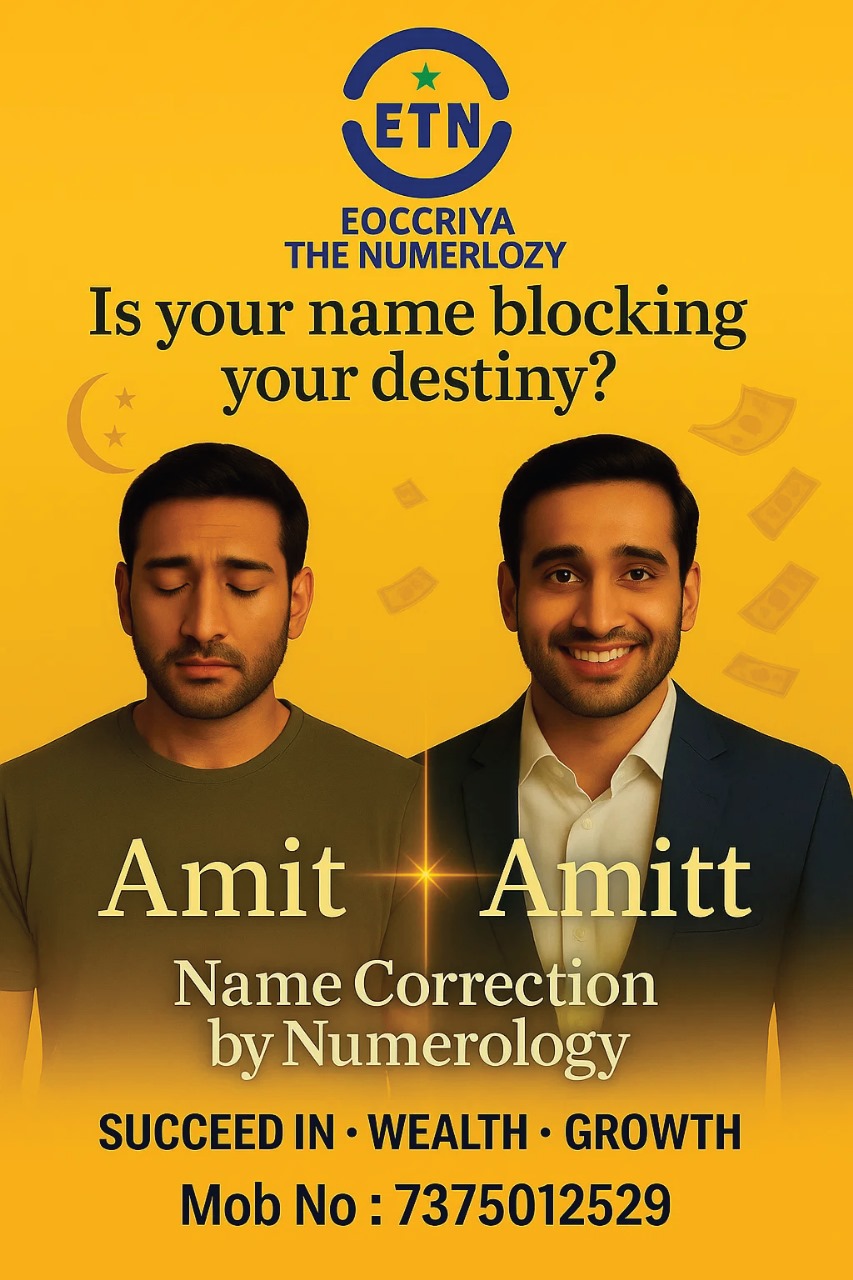 ETN
EOCCRIYA
THE NUMERLOZY
Is your name blocking
your destiny?
Amit Amitt
Name Correction
by Numerology
SUCCEED IN · WEALTH · GROWTH
Mob No : 7375012529